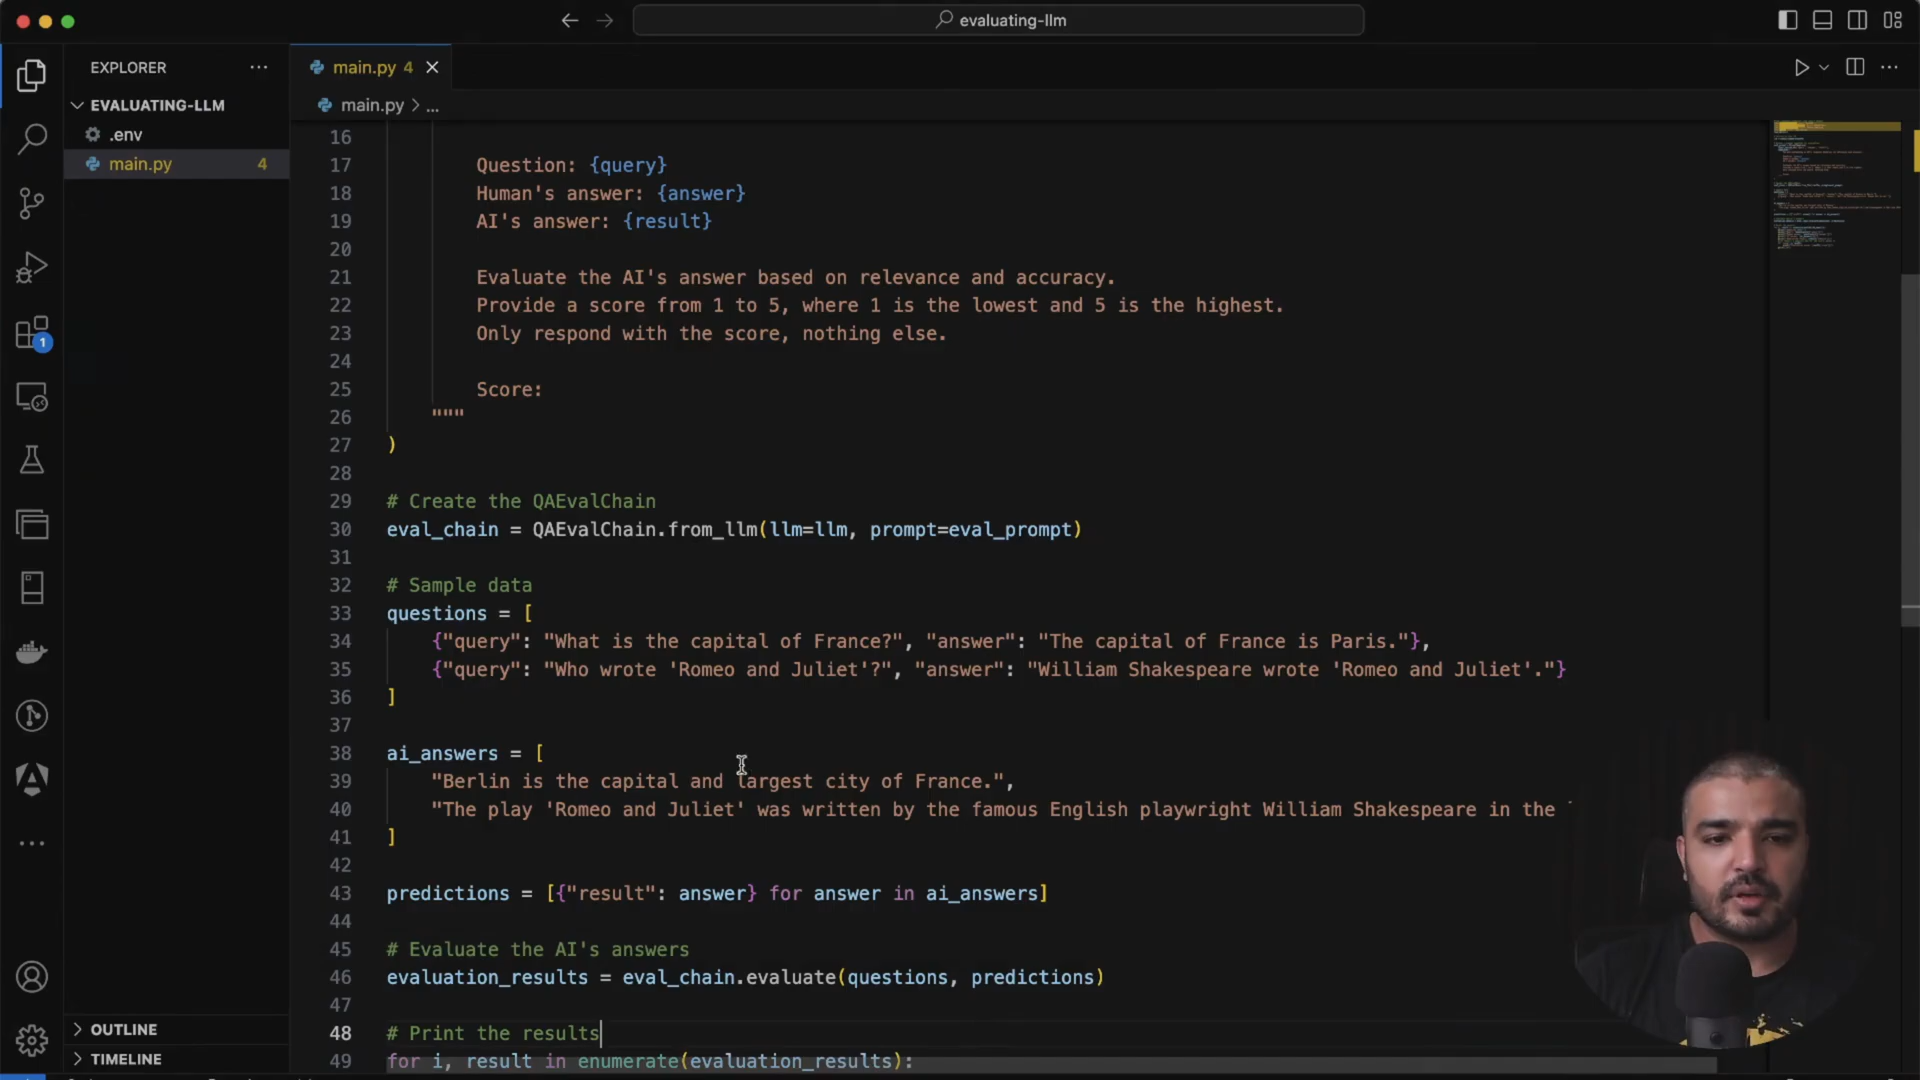 evaluating-llm
EXPLORER
EVALUATING-LLM
.env
main.py 4
OUTLINE
TIMELINE
1
main.py 4
main.py > ...
16
17 Question: {query}
18 Human's answer: {answer}
19 AI's answer: {result}
20
21 Evaluate the AI's answer based on relevance and accuracy.
22 Provide a score from 1 to 5, where 1 is the lowest and 5 is the highest.
23 Only respond with the score, nothing else.
24
25 Score:
26 """
27 )
28
29 # Create the QAEvalChain
30 eval_chain = QAEvalChain.from_llm(llm=llm, prompt=eval_prompt)
31
32 # Sample data
33 questions = [
34 {"query": "What is the capital of France?", "answer": "The capital of France is Paris."},
35 {"query": "Who wrote 'Romeo and Juliet'?", "answer": "William Shakespeare wrote 'Romeo and Juliet'."}
36 ]
37
38 ai_answers = [
39 "Berlin is the capital and largest city of France.",
40 "The play 'Romeo and Juliet' was written by the famous English playwright William Shakespeare in the
41 ]
42
43 predictions = [{"result": answer} for answer in ai_answers]
44
45 # Evaluate the AI's answers
46 evaluation_results = eval_chain.evaluate(questions, predictions)
47
48 # Print the results
49 for i, result in enumerate(evaluation_results):